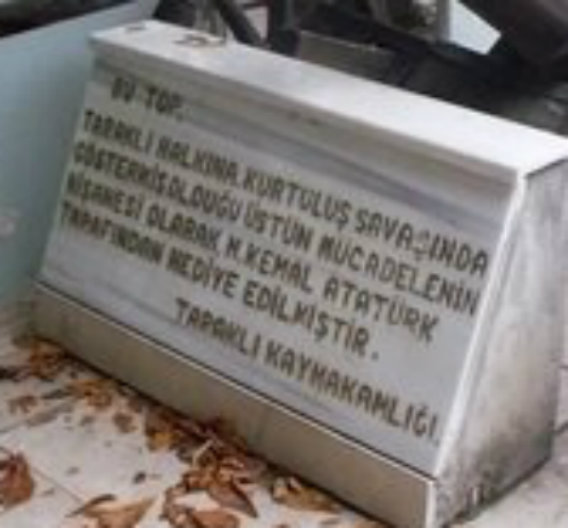 BU TOP.
TARAKLI HALKINA, KURTULUŞ SAVAŞINDA
GÖSTERMİŞ OLDUĞU ÜSTÜN MÜCADELENİN
NİŞANESİ OLARAK M.KEMAL ATATÜRK
TARAFINDAN HEDİYE EDİLMİŞTİR.
TARAKLI KAYMAKAMLIĞI.